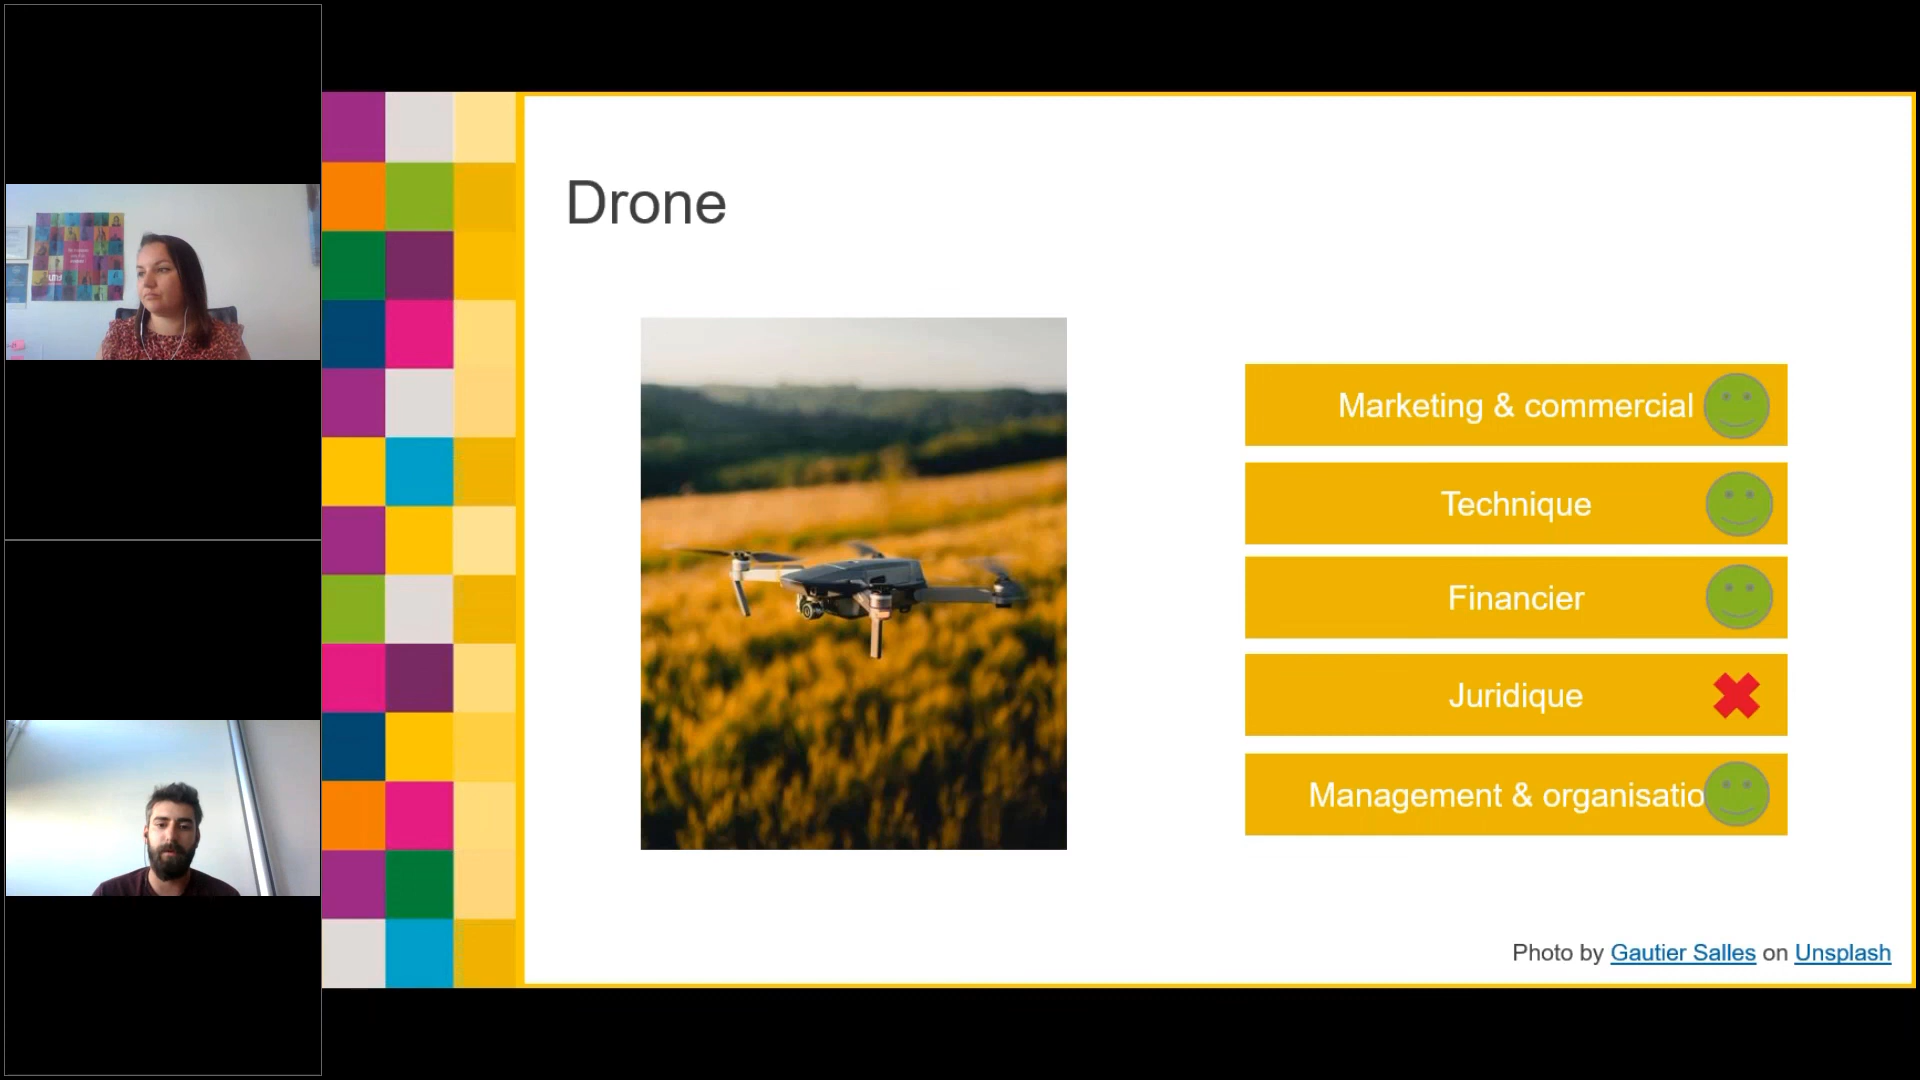 Drone
Marketing & commercial
Technique
Financier
Juridique
Management & organisatio
Photo by Gautier Salles on Unsplash